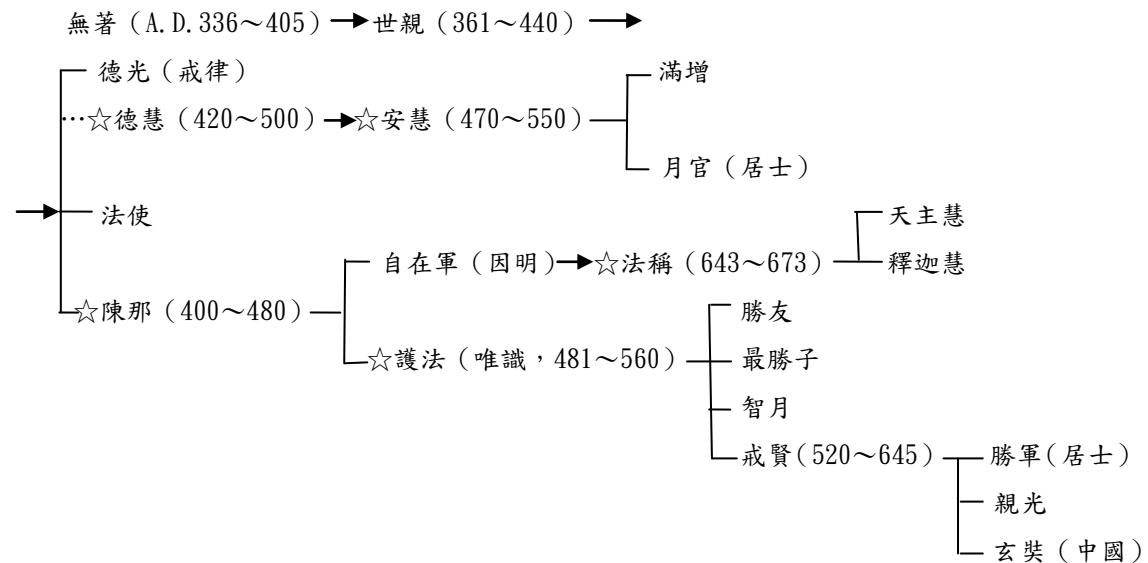 無著（A.D.336～405）→世親（361～440）→
德光（戒律）
滿增
…☆德慧（420～500）→☆安慧（470～550）
月官（居士）
→法使
天主慧
自在軍（因明）→☆法稱（643～673）
釋迦慧
☆陳那（400～480）
勝友
☆護法（唯識，481～560）
最勝子
智月
戒賢(520～645)
勝軍(居士)
親光
玄奘（中國）